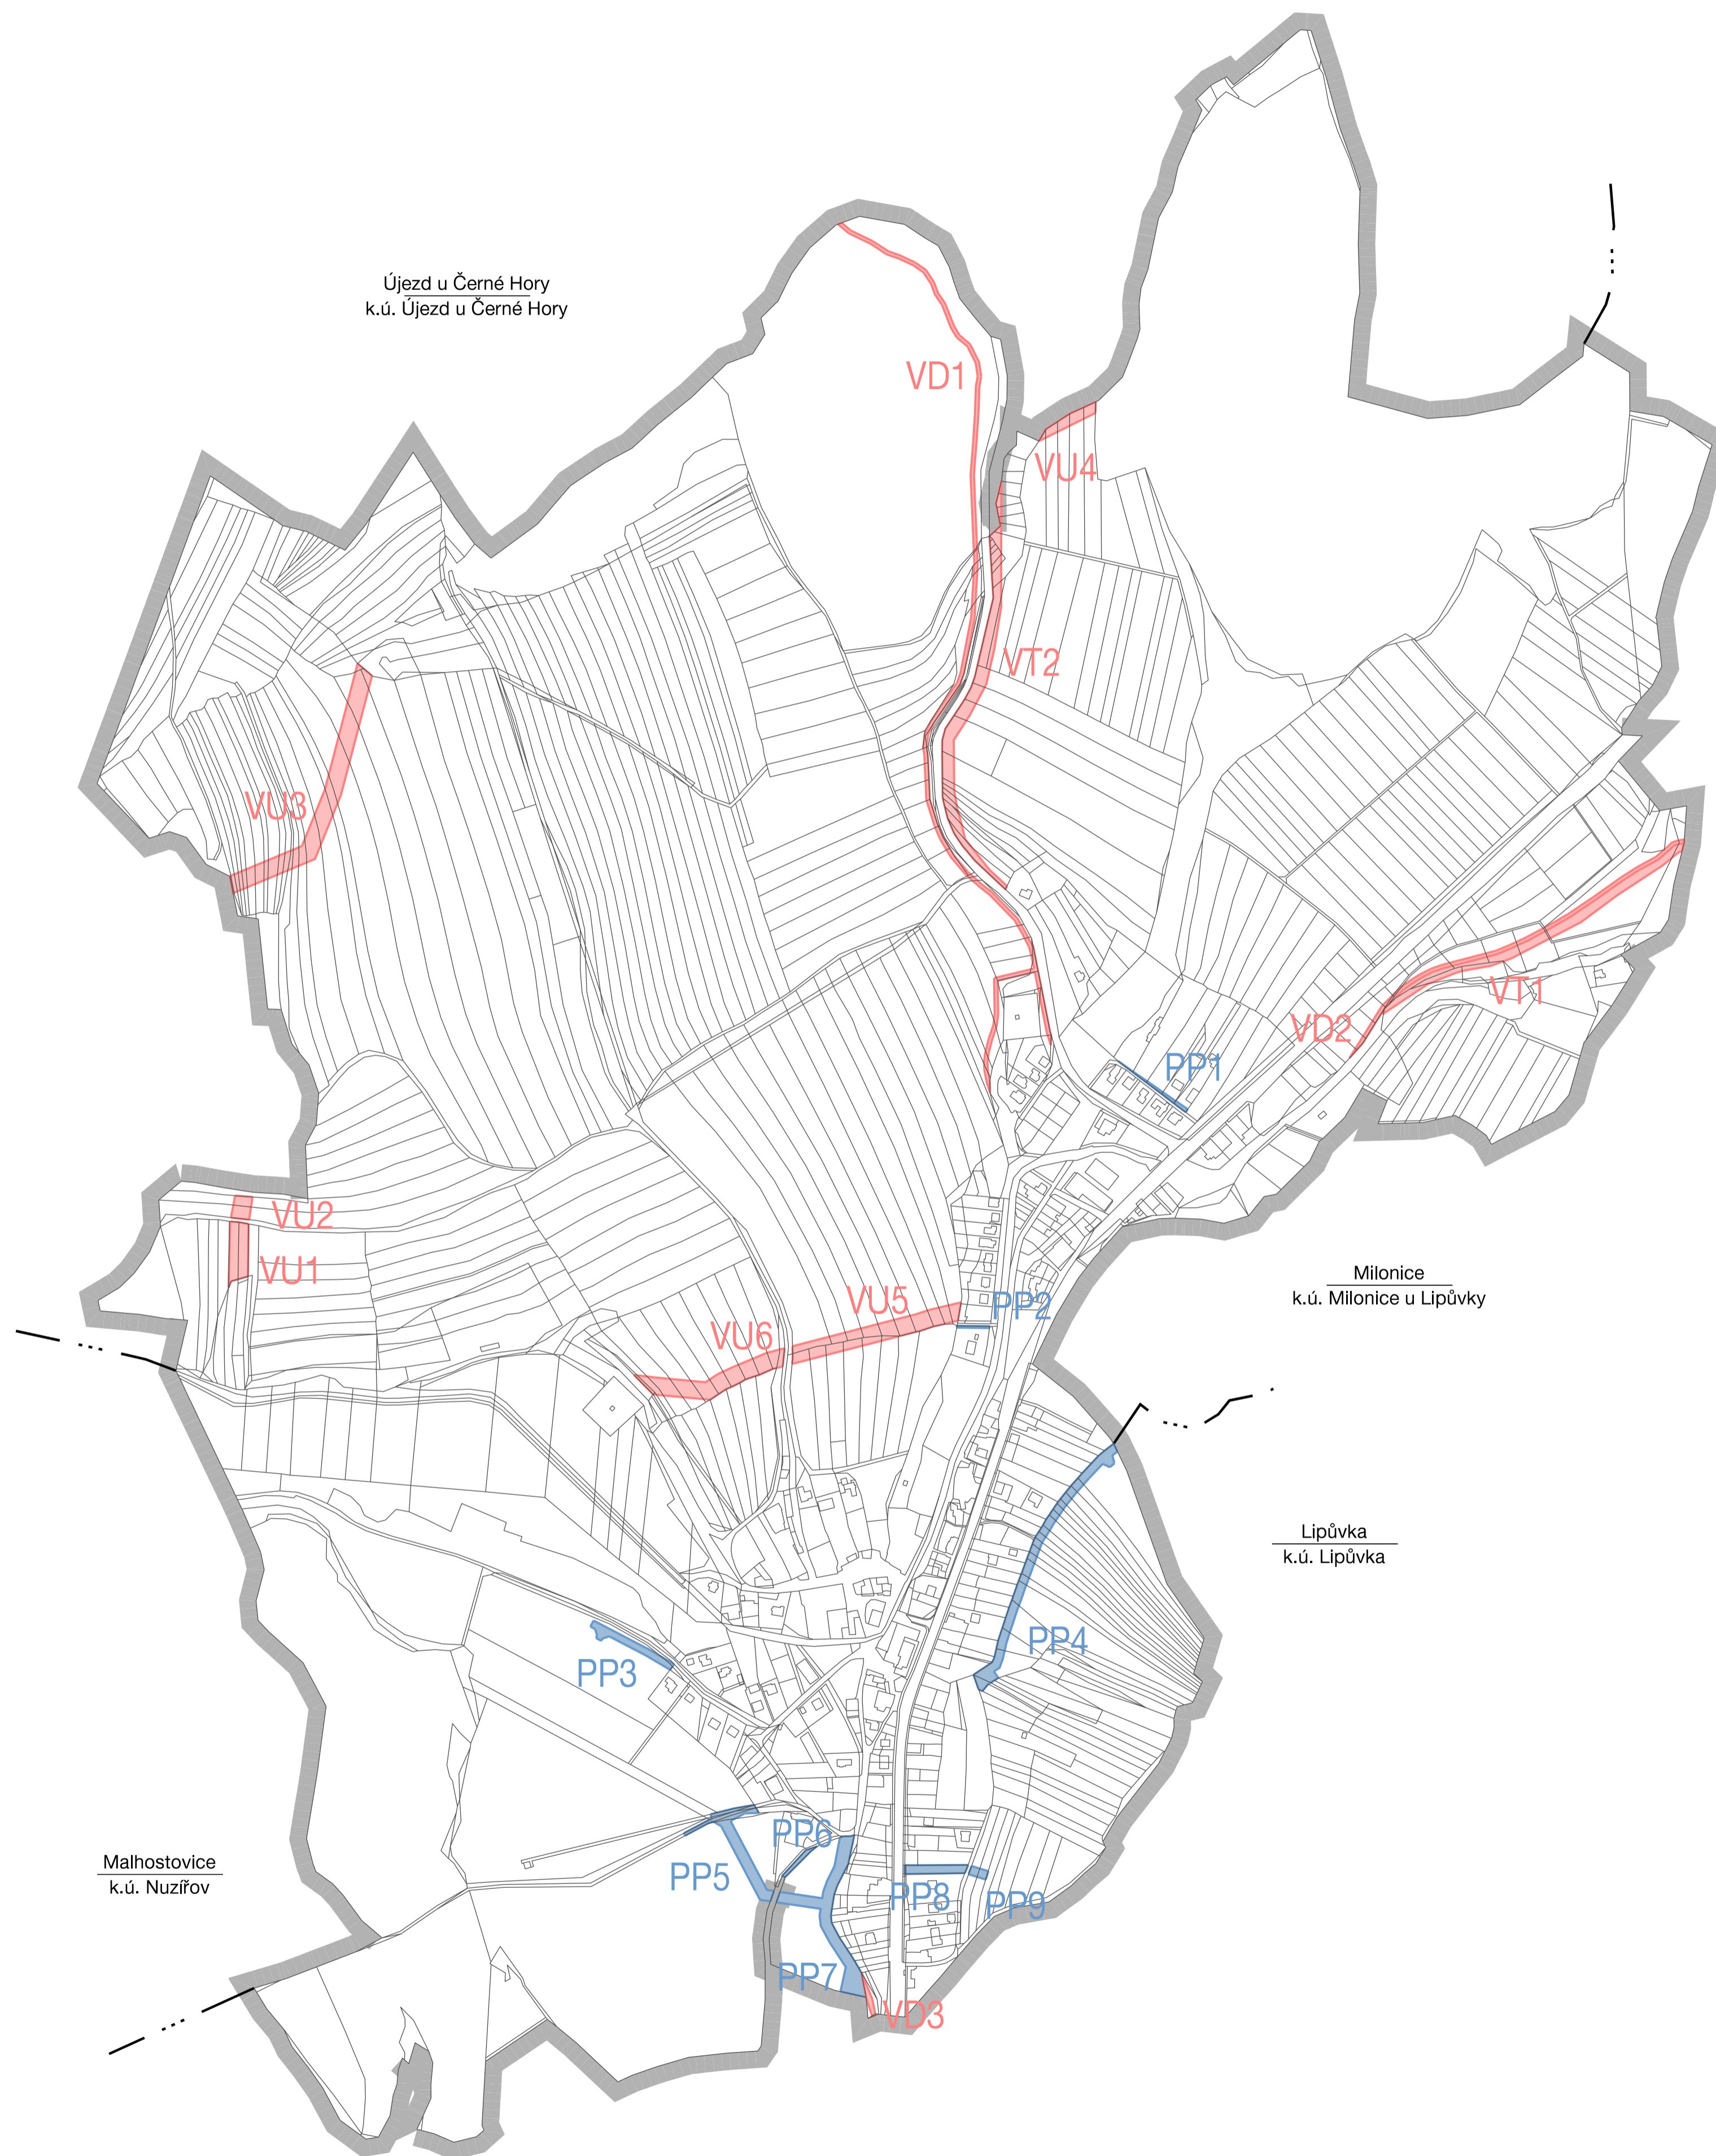 Újezd u Černé Hory
k.ú. Újezd u Černé Hory
VD1
VU4
VT2
VU3
VT1
VD2
PP1
VU2
VU1
VU5
PP2
VU6
Milonice
k.ú. Milonice u Lipůvky
Lipůvka
k.ú. Lipůvka
PP4
PP3
PP6
PP5
Malhostovice
k.ú. Nuzířov
PP8
PP9
PP7
VD3